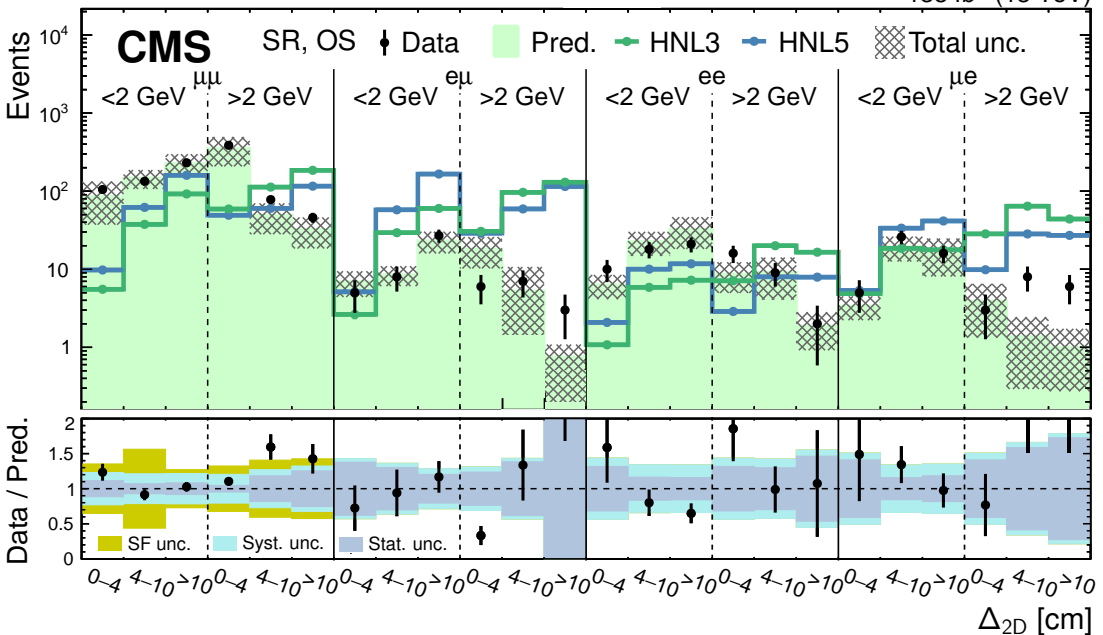 CMS SR, OS Data Pred. HNL3 HNL5 Total unc.
μμ eμ ee μe
<2 GeV >2 GeV <2 GeV >2 GeV <2 GeV >2 GeV <2 GeV >2 GeV
Events
10⁴
10³
10²
10
1
Data / Pred.
2
1.5
1
0.5
0
SF unc. Syst. unc. Stat. unc.
0–4 4–10 >10 0–4 4–10 >10 0–4 4–10 >10 0–4 4–10 >10 0–4 4–10 >10 0–4 4–10 >10 0–4 4–10 >10 0–4 4–10 >10
Δ2D [cm]